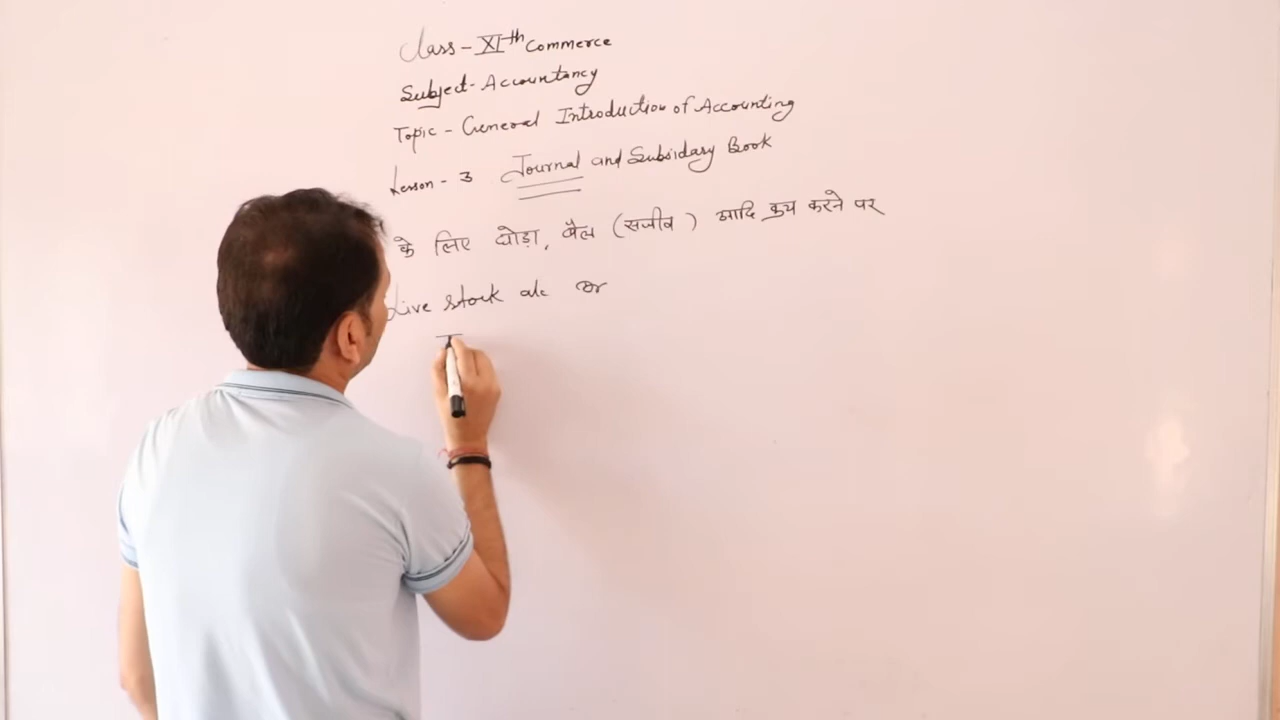 Class - XIth Commerce
Subject - Accountancy
Topic - General Introduction of Accounting
Lesson - 3 Journal and Subsidary Book
के लिए घोड़ा, बैल (सजीव) आदि क्रय करने पर
Live stock a/c Dr